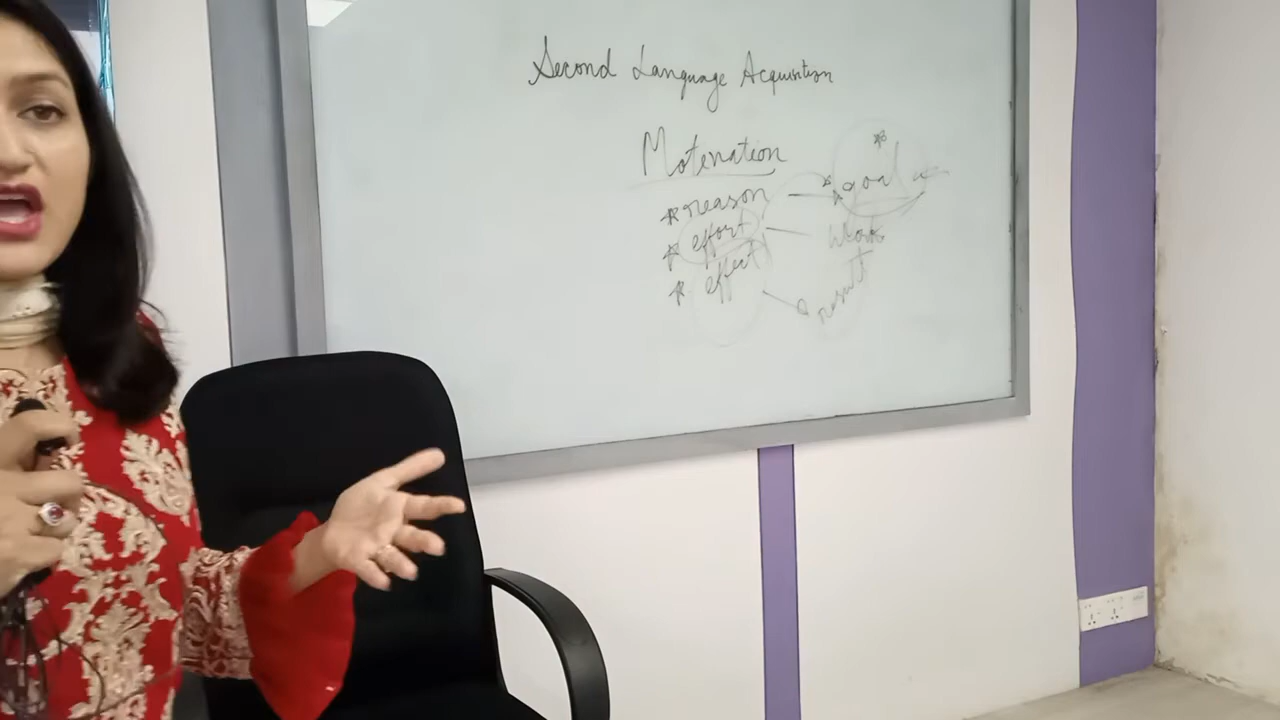 Second Language Acquisition
Motivation
* reason — * goal
* effort — Work
* effect → result